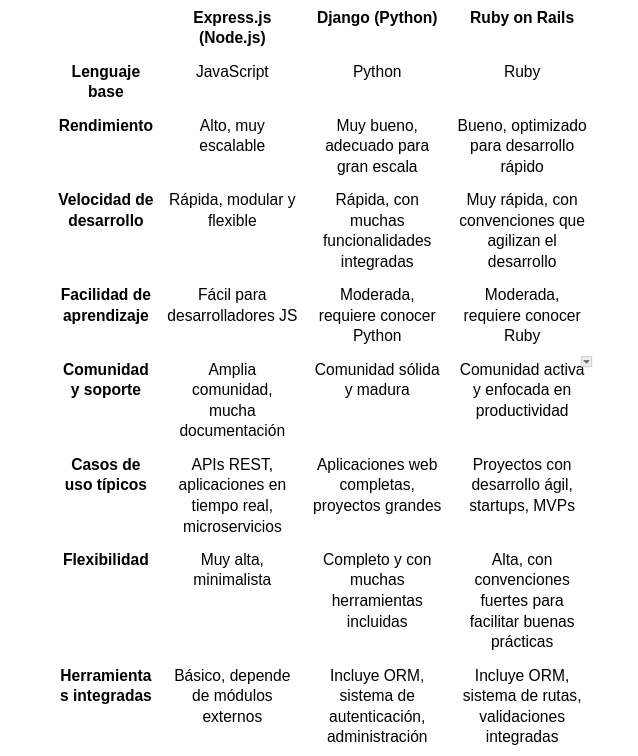 Express.js Django (Python) Ruby on Rails
(Node.js)
Lenguaje JavaScript Python Ruby
base
Rendimiento Alto, muy Muy bueno, Bueno, optimizado
escalable adecuado para para desarrollo
gran escala rápido
Velocidad de Rápida, modular y Rápida, con Muy rápida, con
desarrollo flexible muchas convenciones que
funcionalidades agilizan el
integradas desarrollo
Facilidad de Fácil para Moderada, Moderada,
aprendizaje desarrolladores JS requiere conocer requiere conocer
Python Ruby
Comunidad Amplia Comunidad sólida Comunidad activa
y soporte comunidad, y madura y enfocada en
mucha productividad
documentación
Casos de APIs REST, Aplicaciones web Proyectos con
uso típicos aplicaciones en completas, desarrollo ágil,
tiempo real, proyectos grandes startups, MVPs
microservicios
Flexibilidad Muy alta, Completo y con Alta, con
minimalista muchas convenciones
herramientas fuertes para
incluidas facilitar buenas
prácticas
Herramienta Básico, depende Incluye ORM, Incluye ORM,
s integradas de módulos sistema de sistema de rutas,
externos autenticación, validaciones
administración integradas